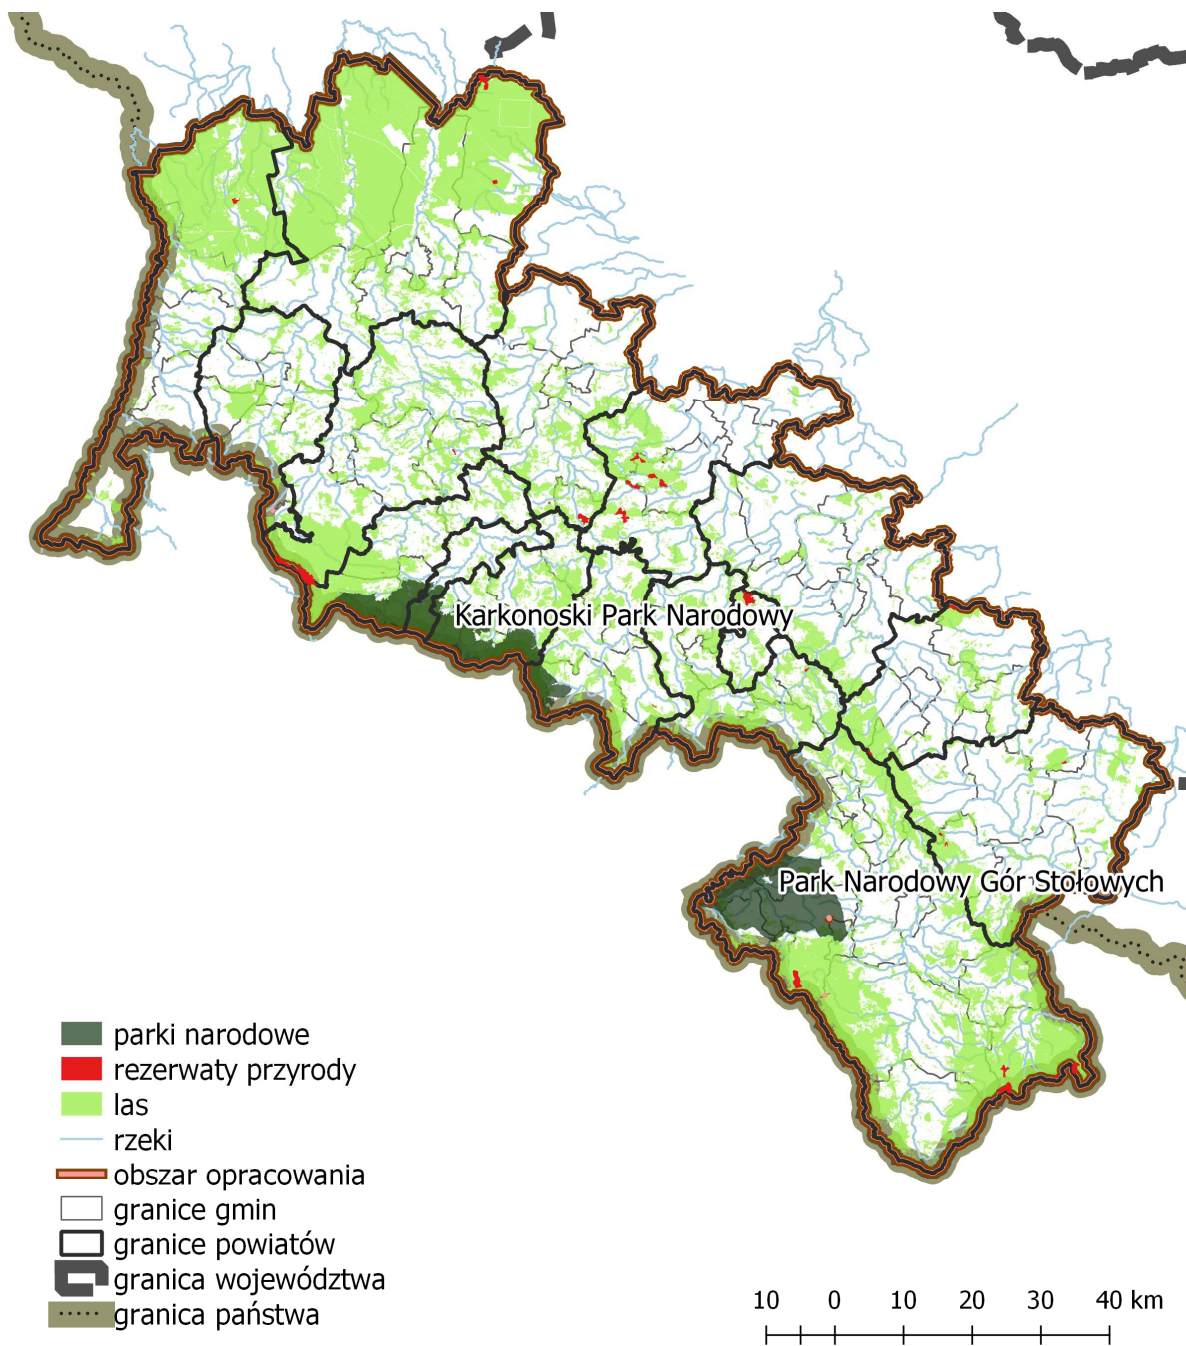 Karkonoski Park Narodowy
Park Narodowy Gór Stołowych
parki narodowe
rezerwaty przyrody
las
rzeki
obszar opracowania
granice gmin
granice powiatów
granica województwa
granica państwa
10 0 10 20 30 40 km